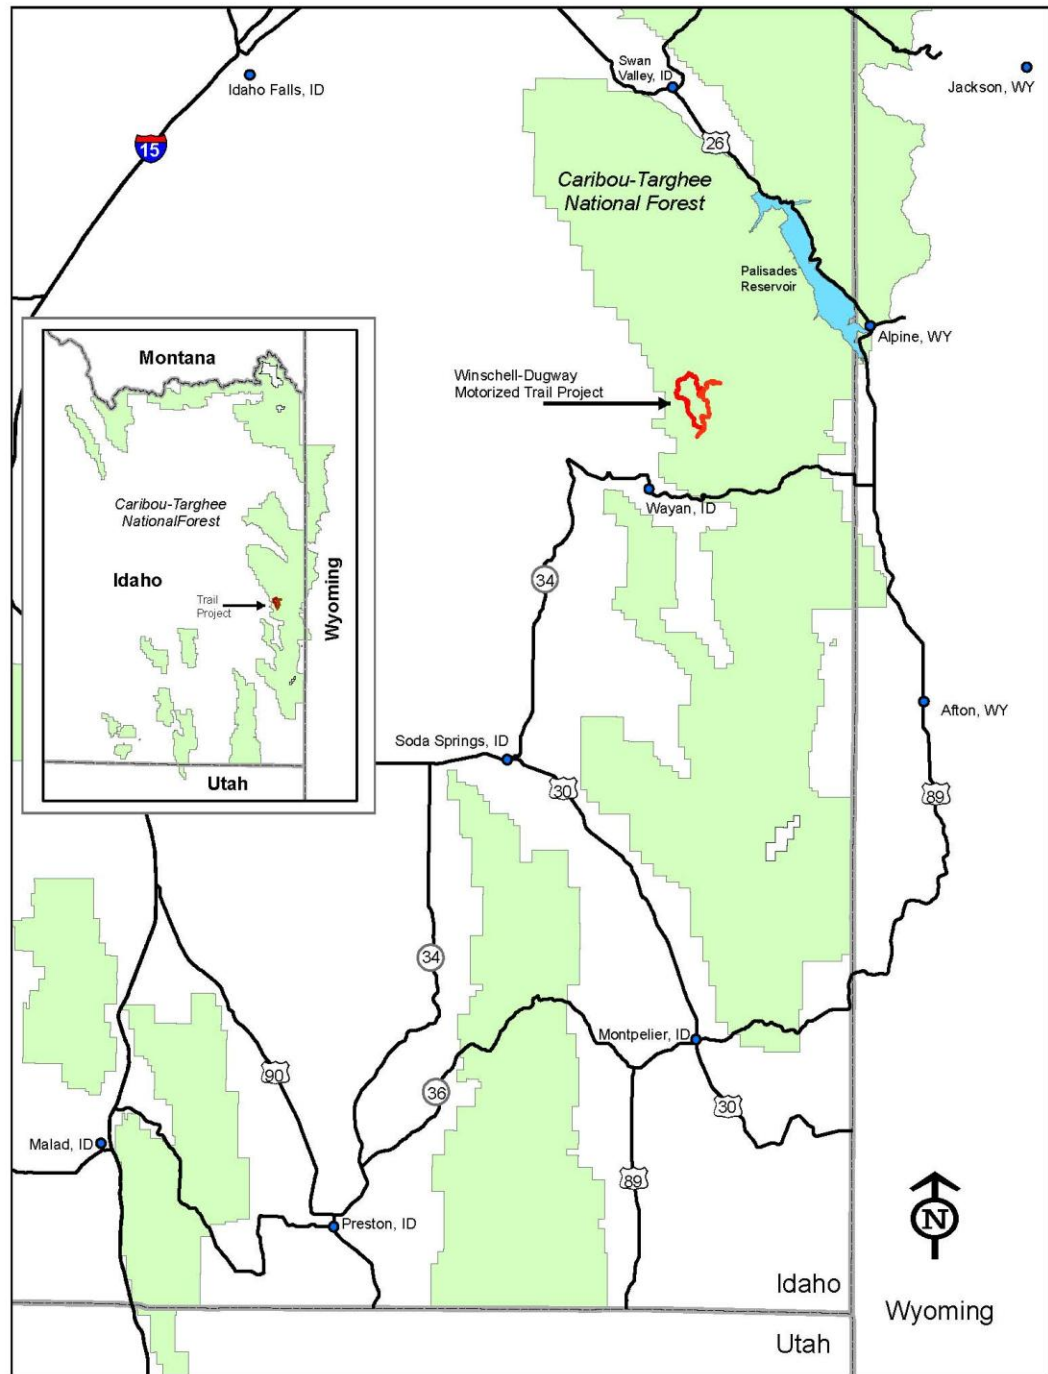 Swan
Valley, ID
Idaho Falls, ID
Jackson, WY
15
26
Caribou-Targhee
National Forest
Palisades
Reservoir
Alpine, WY
Winschell-Dugway
Motorized Trail Project
Montana
Caribou-Targhee
NationalForest
Idaho
Trail
Project
Wyoming
Utah
Wayan, ID
34
Afton, WY
Soda Springs, ID
30
89
34
Montpelier, ID
90
36
30
Malad, ID
89
Preston, ID
N
Idaho
Wyoming
Utah